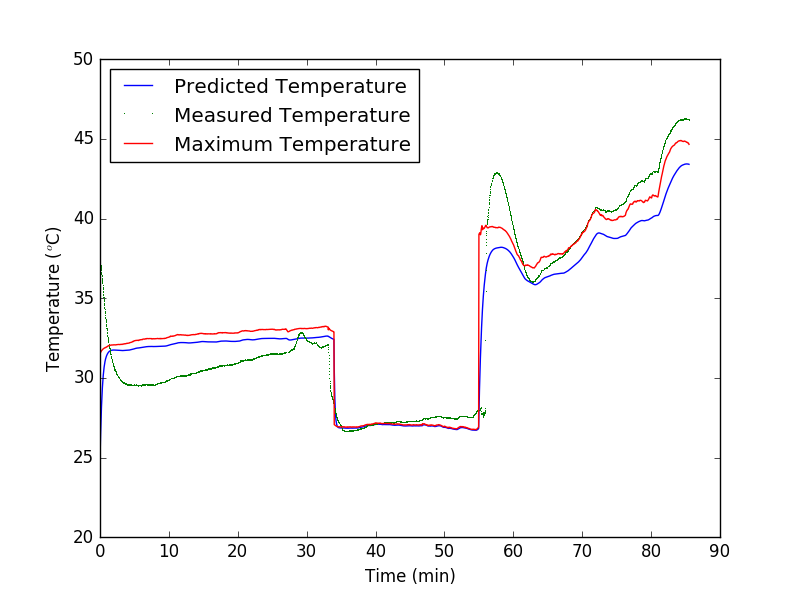 Predicted Temperature
Measured Temperature
Maximum Temperature
50
45
40
35
30
25
20
Temperature (°C)
0 10 20 30 40 50 60 70 80 90
Time (min)